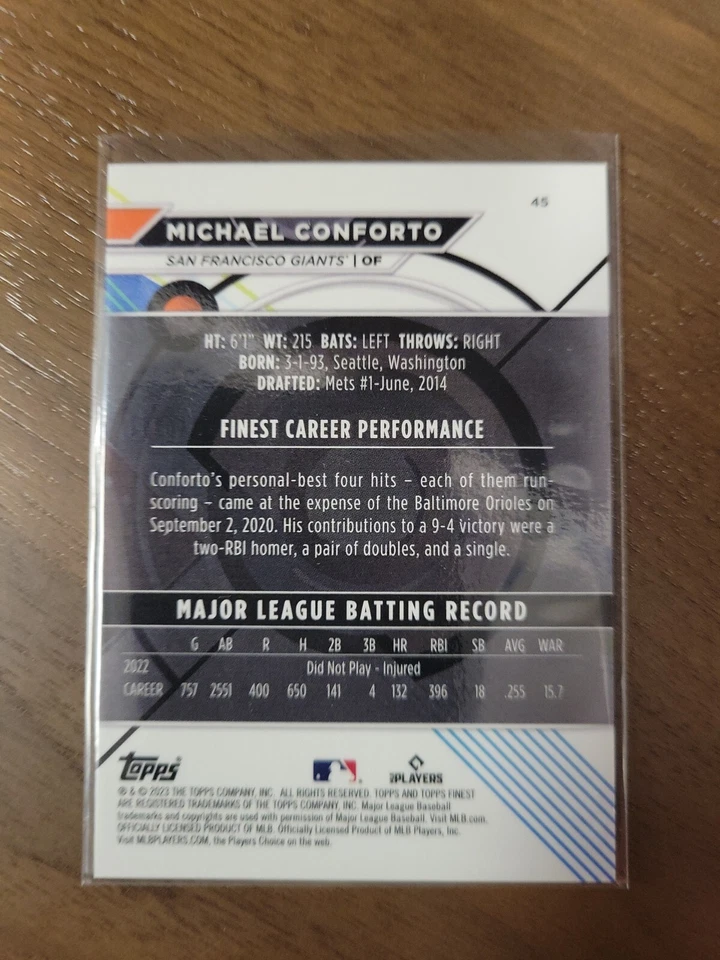 45
MICHAEL CONFORTO
SAN FRANCISCO GIANTS® | OF
HT: 6'1" WT: 215 BATS: LEFT THROWS: RIGHT
BORN: 3-1-93, Seattle, Washington
DRAFTED: Mets #1-June, 2014
FINEST CAREER PERFORMANCE
Conforto's personal-best four hits – each of them run-
scoring – came at the expense of the Baltimore Orioles on
September 2, 2020. His contributions to a 9-4 victory were a
two-RBI homer, a pair of doubles, and a single.
MAJOR LEAGUE BATTING RECORD
G AB R H 2B 3B HR RBI SB AVG WAR
2022 Did Not Play - Injured
CAREER 757 2551 400 650 141 4 132 396 18 .255 15.7
Topps
MLB PLAYERS
® & © 2023 THE TOPPS COMPANY, INC. ALL RIGHTS RESERVED. TOPPS AND TOPPS FINEST
ARE REGISTERED TRADEMARKS OF THE TOPPS COMPANY, INC. Major League Baseball
trademarks and copyrights are used with permission of Major League Baseball. Visit MLB.com.
OFFICIALLY LICENSED PRODUCT OF MLB. Officially Licensed Product of MLB Players, Inc.
Visit MLBPLAYERS.COM, the Players Choice on the web.